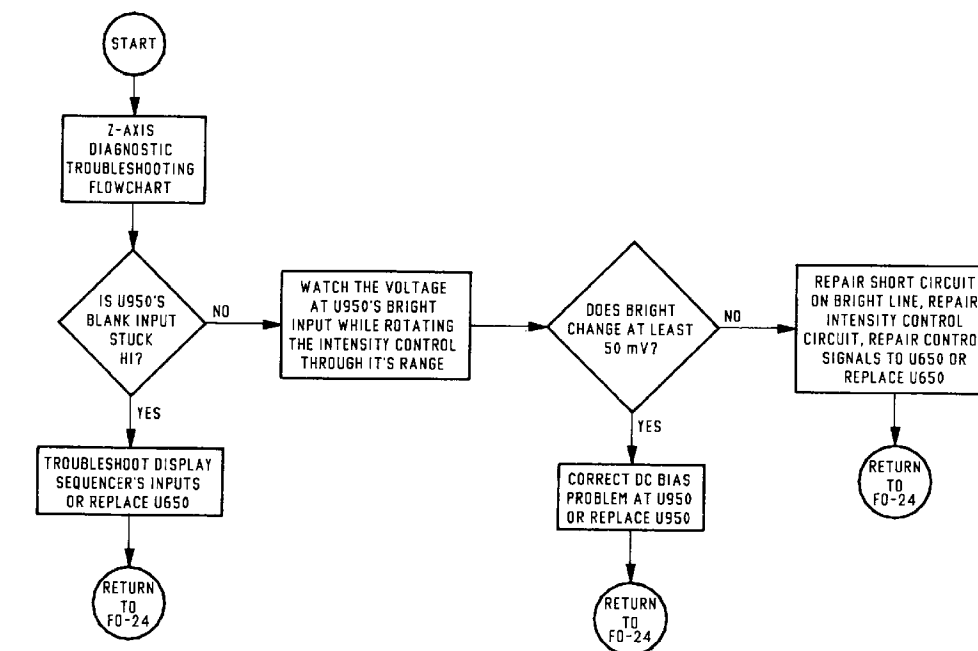 START
Z-AXIS
DIAGNOSTIC
TROUBLESHOOTING
FLOWCHART
IS U950'S
BLANK INPUT
STUCK
HI?
NO
YES
TROUBLESHOOT DISPLAY
SEQUENCER'S INPUTS
OR REPLACE U650
RETURN
TO
FO-24
WATCH THE VOLTAGE
AT U950'S BRIGHT
INPUT WHILE ROTATING
THE INTENSITY CONTROL
THROUGH IT'S RANGE
DOES BRIGHT
CHANGE AT LEAST
50 mV?
NO
YES
CORRECT DC BIAS
PROBLEM AT U950
OR REPLACE U950
RETURN
TO
FO-24
REPAIR SHORT CIRCUIT
ON BRIGHT LINE, REPAIR
INTENSITY CONTROL
CIRCUIT, REPAIR CONTRO
SIGNALS TO U650 OR
REPLACE U650
RETURN
TO
FO-24